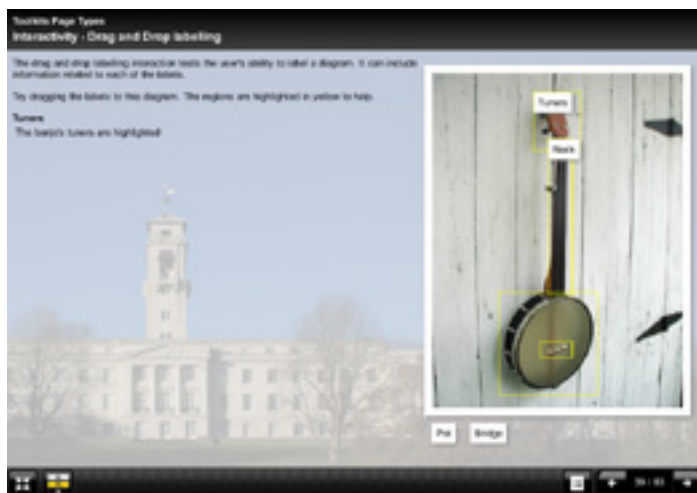 Toolkits Page Types
Interactivity - Drag and Drop labelling
The drag and drop labelling interaction tests the user's ability to label a diagram. It can include
information related to each of the labels.
Try dragging the labels to this diagram. The regions are highlighted in yellow to help.
Tuners
The banjo's tuners are highlighted
Tuners
Neck
Pot
Bridge